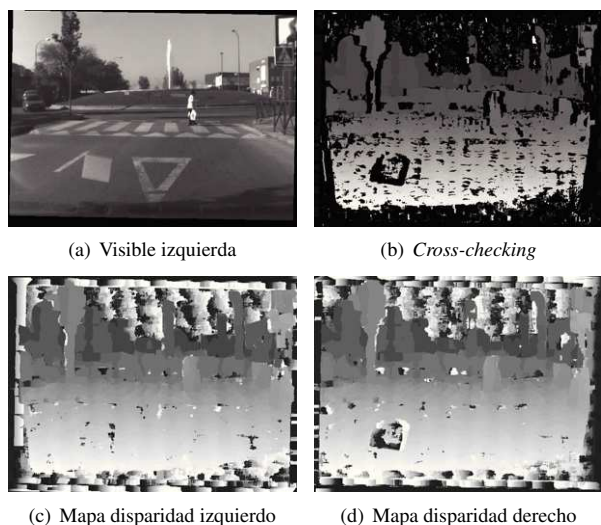 (a) Visible izquierda
(b) Cross-checking
(c) Mapa disparidad izquierdo
(d) Mapa disparidad derecho